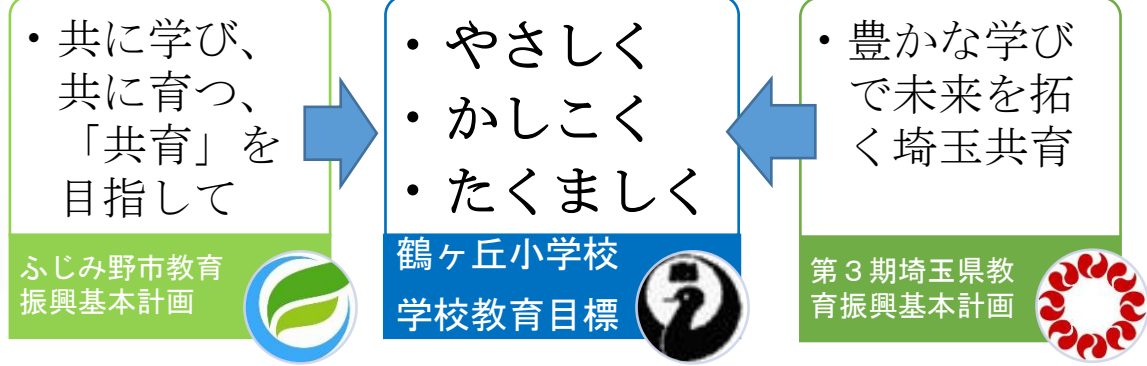 ・共に学び、
共に育つ、
「共育」を
目指して
ふじみ野市教育
振興基本計画
・やさしく
・かしこく
・たくましく
鶴ヶ丘小学校
学校教育目標
・豊かな学び
で未来を拓
く埼玉共育
第３期埼玉県教
育振興基本計画